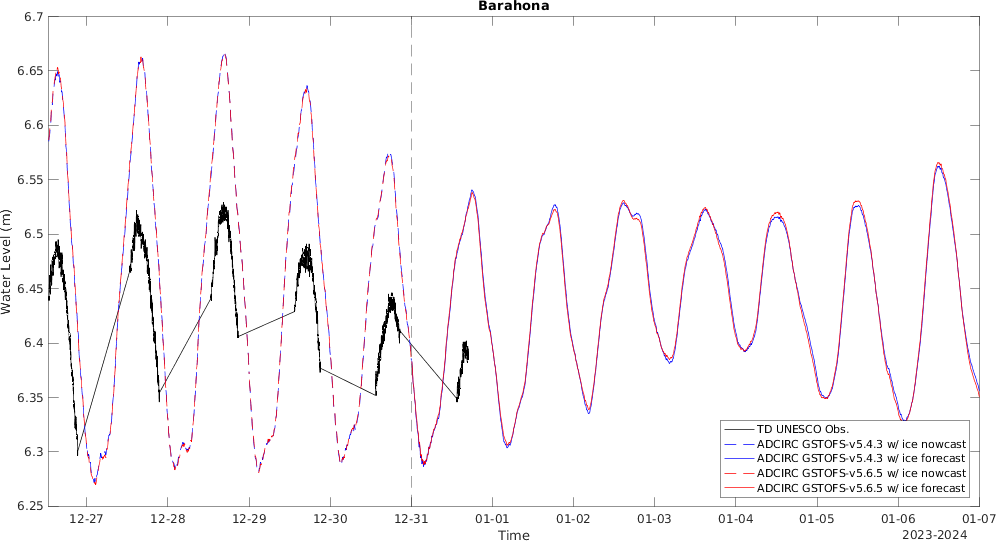 Barahona
6.7
6.65
6.6
6.55
6.5
6.45
6.4
6.35
6.3
6.25
Water Level (m)
TD UNESCO Obs.
ADCIRC GSTOFS-v5.4.3 w/ ice nowcast
ADCIRC GSTOFS-v5.4.3 w/ ice forecast
ADCIRC GSTOFS-v5.6.5 w/ ice nowcast
ADCIRC GSTOFS-v5.6.5 w/ ice forecast
12-27 12-28 12-29 12-30 12-31 01-01 01-02 01-03 01-04 01-05 01-06 01-07
Time
2023-2024